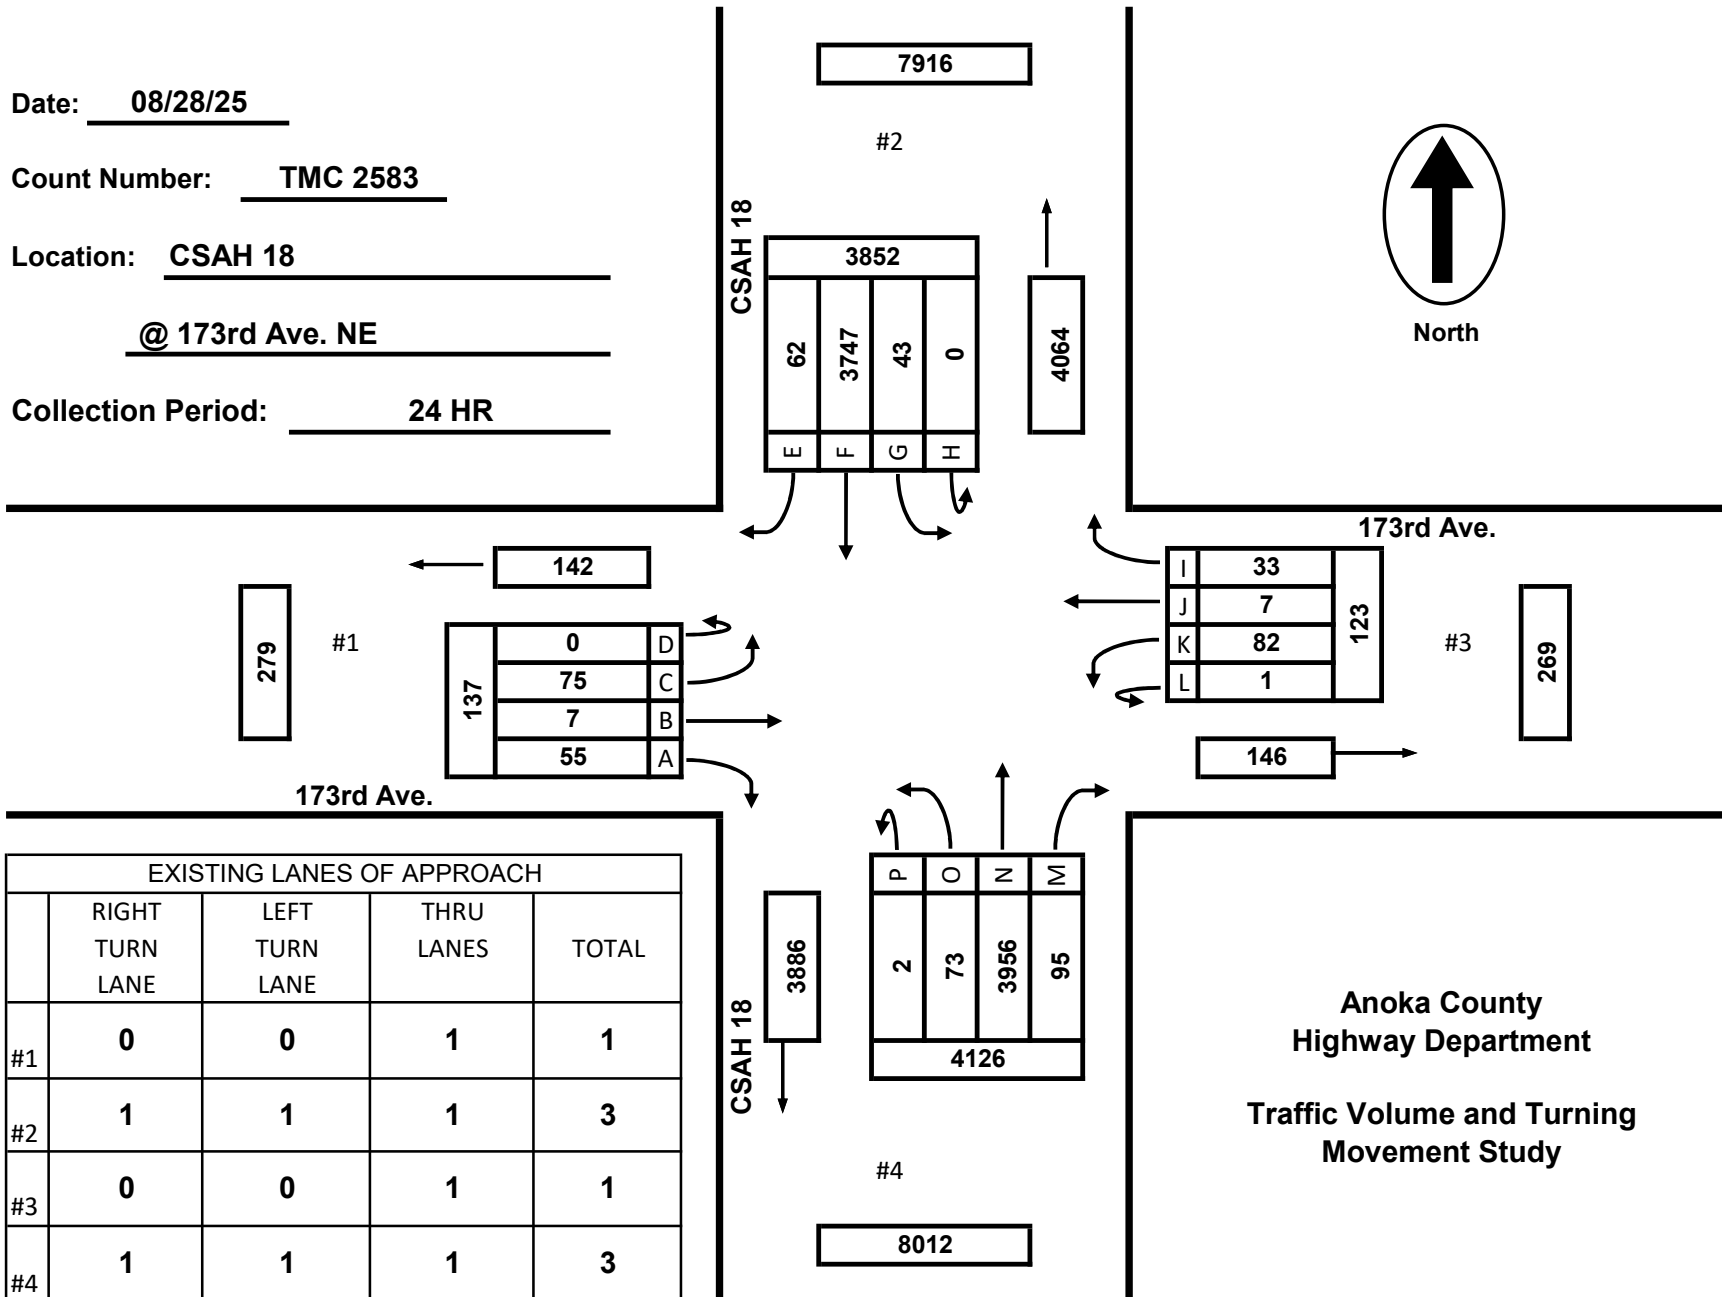 Date: 08/28/25
Count Number: TMC 2583
Location: CSAH 18
@ 173rd Ave. NE
Collection Period: 24 HR
7916
#2
CSAH 18
3852
62 3747 43 0
E F G H
4064
North
173rd Ave.
142
279
#1
137
0 D
75 C
7 B
55 A
173rd Ave.
I 33
J 7
K 82
L 1
123
#3
269
146
P O N M
2 73 3956 95
4126
3886
CSAH 18
#4
8012
EXISTING LANES OF APPROACH
RIGHT LEFT THRU
TURN TURN LANES TOTAL
LANE LANE
#1 0 0 1 1
#2 1 1 1 3
#3 0 0 1 1
#4 1 1 1 3
Anoka County
Highway Department
Traffic Volume and Turning
Movement Study